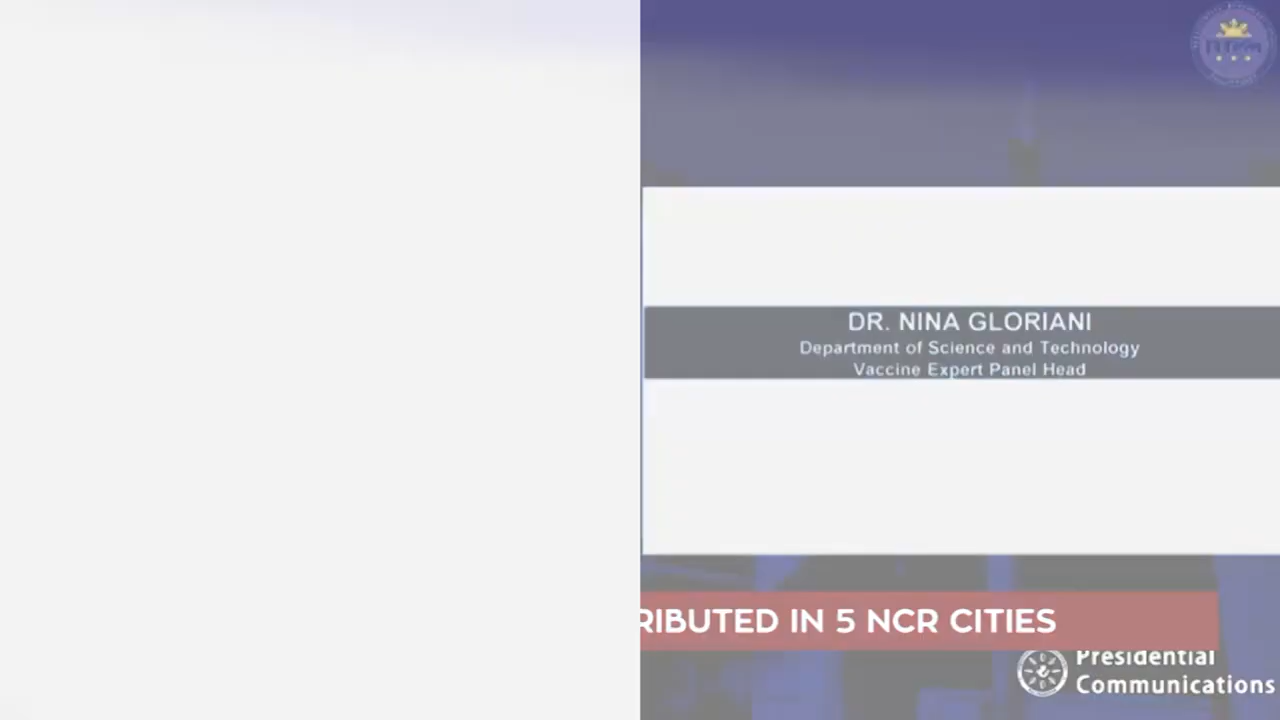 DR. NINA GLORIANI
Department of Science and Technology
Vaccine Expert Panel Head
RIBUTED IN 5 NCR CITIES
Presidential
Communications